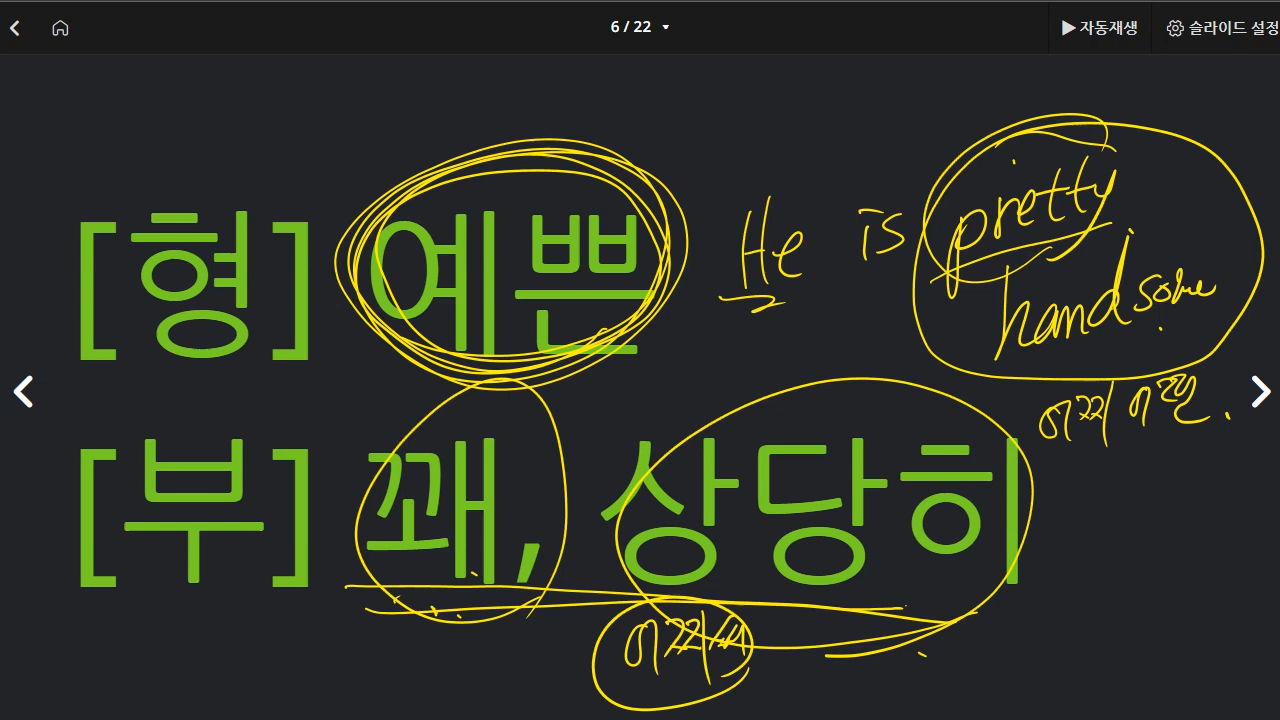 6 / 22
자동재생
슬라이드 설정
[형] 예쁜
He is pretty
handsome
[부] 꽤, 상당히